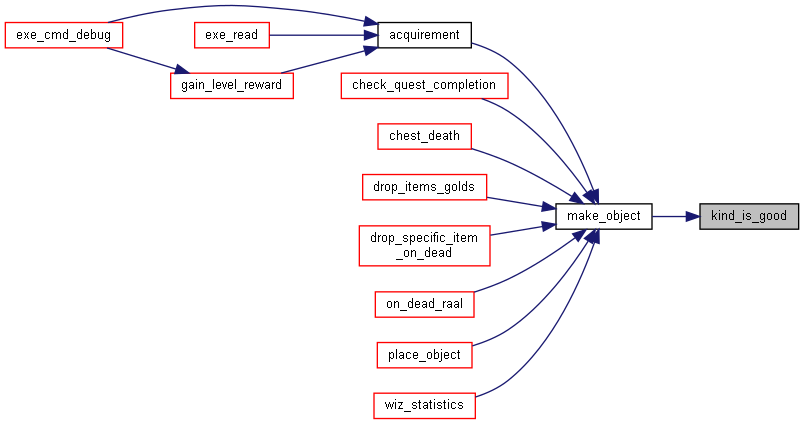 exe_cmd_debug
exe_read
acquirement
gain_level_reward
check_quest_completion
chest_death
drop_items_golds
make_object
kind_is_good
drop_specific_item
_on_dead
on_dead_raal
place_object
wiz_statistics